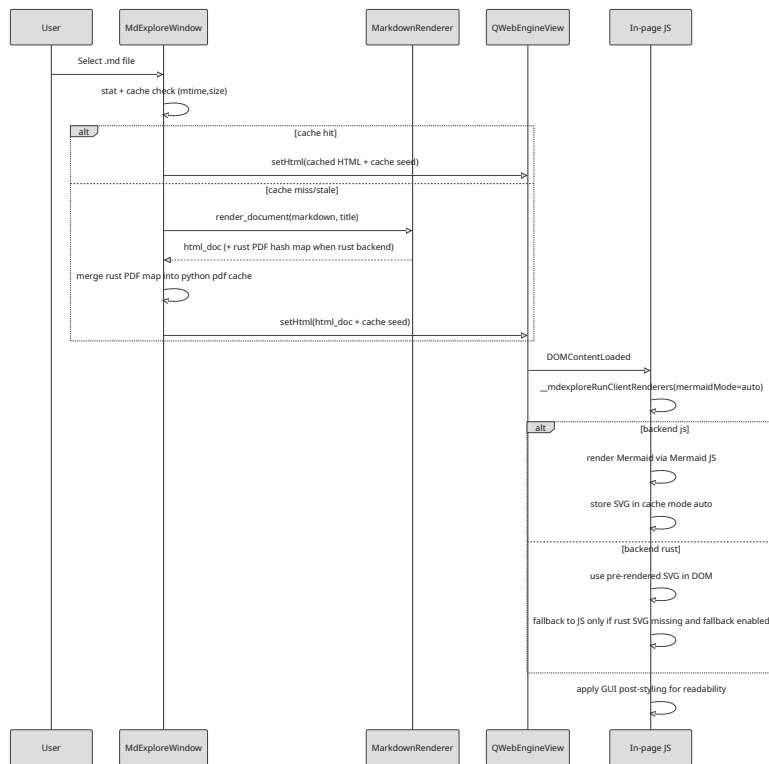 User
MdExploreWindow
MarkdownRenderer
QWebEngineView
In-page JS
Select .md file
stat + cache check (mtime,size)
alt
[cache hit]
setHtml(cached HTML + cache seed)
[cache miss/stale]
render_document(markdown, title)
html_doc (+ rust PDF hash map when rust backend)
merge rust PDF map into python pdf cache
setHtml(html_doc + cache seed)
DOMContentLoaded
__mdexploreRunClientRenderers(mermaidMode=auto)
alt
[backend js]
render Mermaid via Mermaid JS
store SVG in cache mode auto
[backend rust]
use pre-rendered SVG in DOM
fallback to JS only if rust SVG missing and fallback enabled
apply GUI post-styling for readability
User
MdExploreWindow
MarkdownRenderer
QWebEngineView
In-page JS